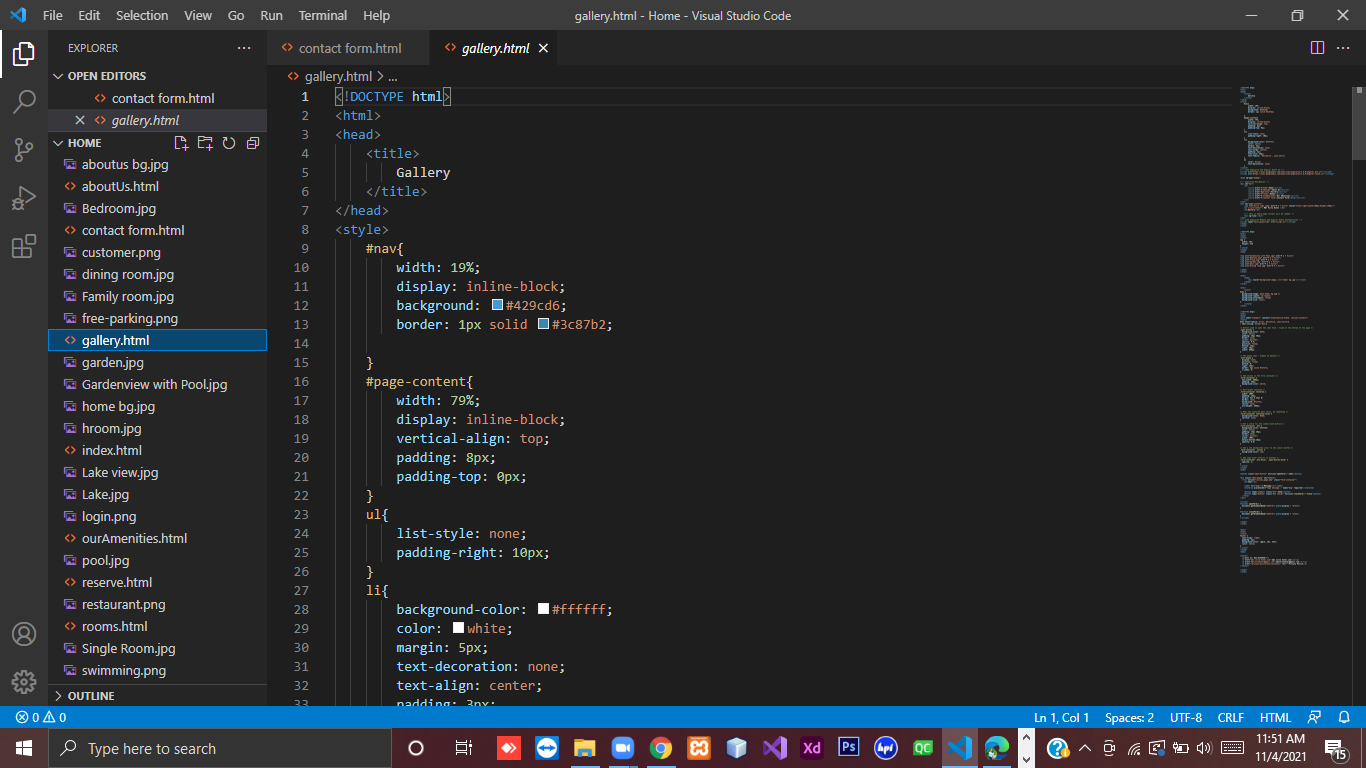 File Edit Selection View Go Run Terminal Help
gallery.html - Home - Visual Studio Code
EXPLORER
OPEN EDITORS
contact form.html
gallery.html
HOME
aboutus bg.jpg
aboutUs.html
Bedroom.jpg
contact form.html
customer.png
dining room.jpg
Family room.jpg
free-parking.png
gallery.html
garden.jpg
Gardenview with Pool.jpg
home bg.jpg
hroom.jpg
index.html
Lake view.jpg
Lake.jpg
login.png
ourAmenities.html
pool.jpg
reserve.html
restaurant.png
rooms.html
Single Room.jpg
swimming.png
OUTLINE
contact form.html
gallery.html
gallery.html > ...
1 <!DOCTYPE html>
2 <html>
3 <head>
4 <title>
5 Gallery
6 </title>
7 </head>
8 <style>
9 #nav{
10 width: 19%;
11 display: inline-block;
12 background: #429cd6;
13 border: 1px solid #3c87b2;
14
15 }
16 #page-content{
17 width: 79%;
18 display: inline-block;
19 vertical-align: top;
20 padding: 8px;
21 padding-top: 0px;
22 }
23 ul{
24 list-style: none;
25 padding-right: 10px;
26 }
27 li{
28 background-color: #ffffff;
29 color: white;
30 margin: 5px;
31 text-decoration: none;
32 text-align: center;
33 padding: 3px;
0 0
Ln 1, Col 1 Spaces: 2 UTF-8 CRLF HTML
Type here to search
Xd
Ps
hpf
QC
11:51 AM
11/4/2021
15